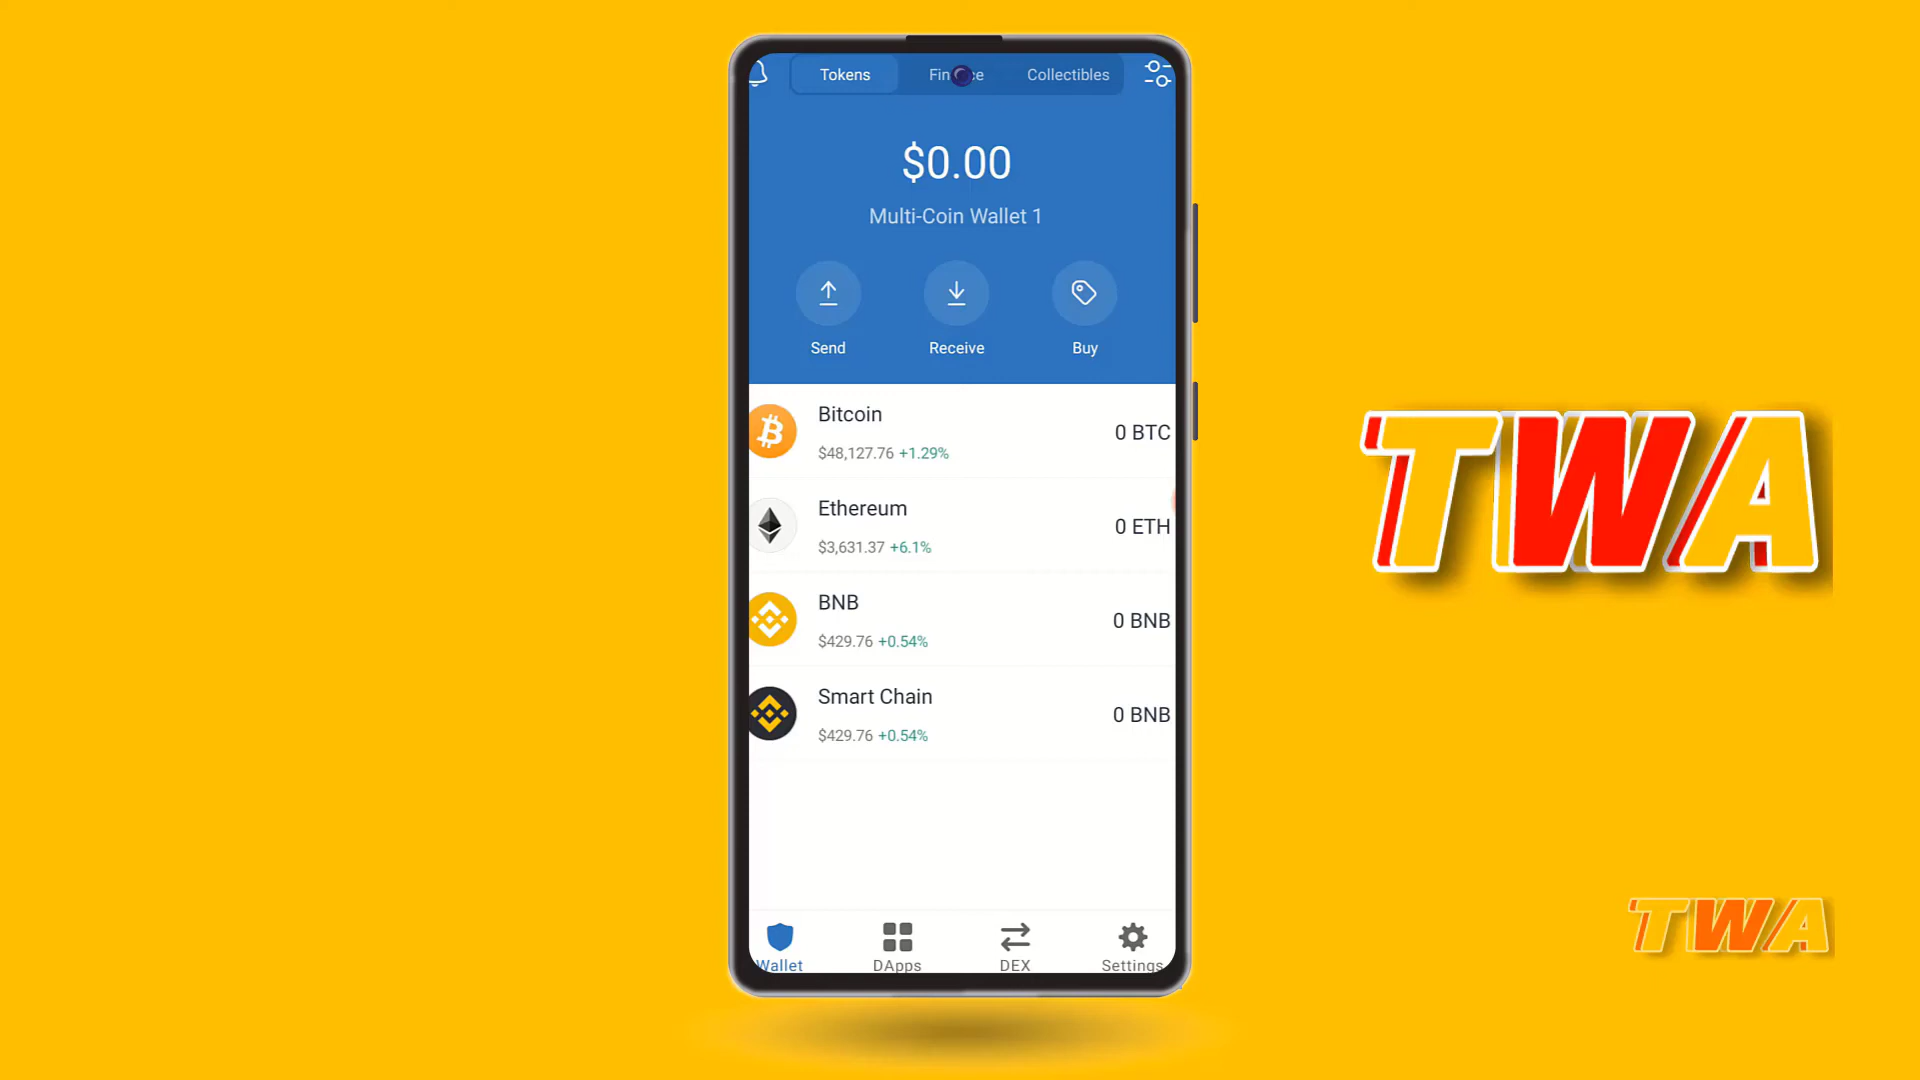 Tokens Finance Collectibles
$0.00
Multi-Coin Wallet 1
Send Receive Buy
Bitcoin
0 BTC
$48,127.76 +1.29%
Ethereum
0 ETH
$3,631.37 +6.1%
BNB
0 BNB
$429.76 +0.54%
Smart Chain
0 BNB
$429.76 +0.54%
Wallet DApps DEX Settings
TWA
TWA